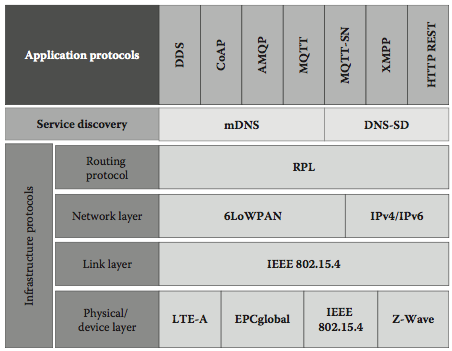 Application protocols
DDS
CoAP
AMQP
MQTT
MQTT-SN
XMPP
HTTP REST
Service discovery
mDNS
DNS-SD
Infrastructure protocols
Routing
protocol
RPL
Network layer
6LoWPAN
IPv4/IPv6
Link layer
IEEE 802.15.4
Physical/
device layer
LTE-A
EPCglobal
IEEE
802.15.4
Z-Wave